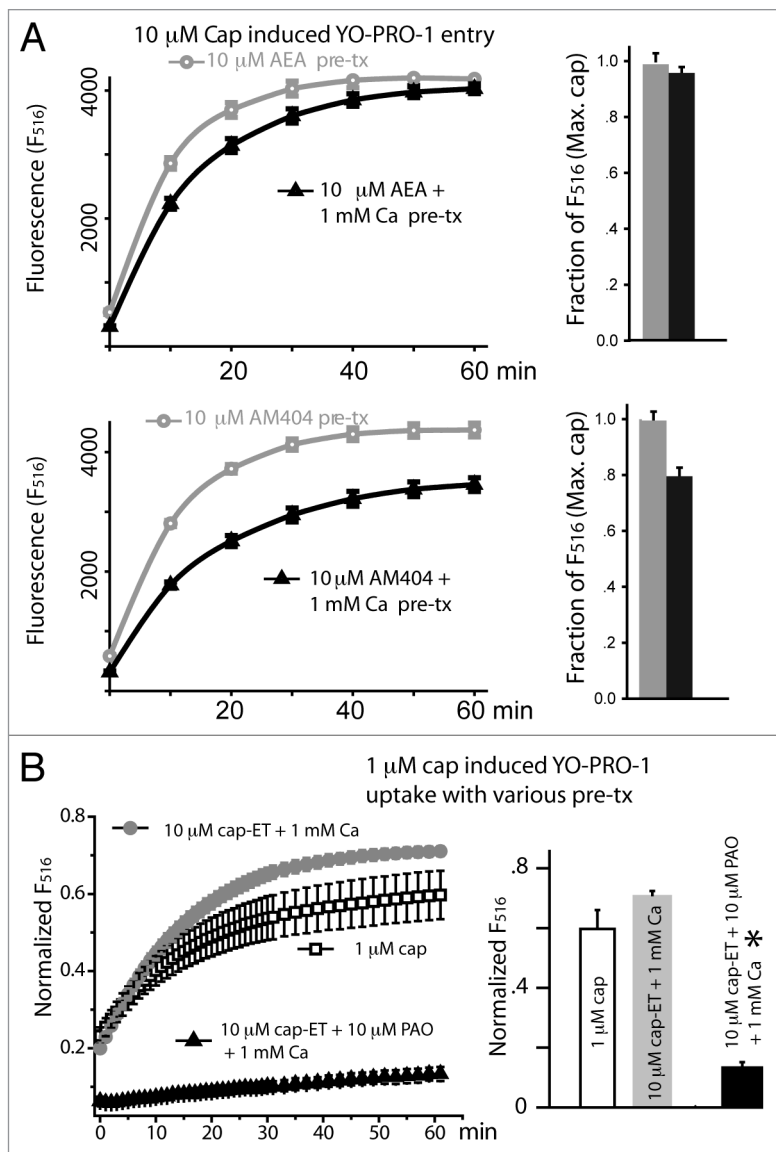 A
10 μM Cap induced YO-PRO-1 entry
10 μM AEA pre-tx
Fluorescence (F516)
4000
2000
10 μM AEA +
1 mM Ca pre-tx
20 40 60 min
Fraction of F516 (Max. cap)
1.0
.8
.6
.4
.2
0.0
10 μM AM404 pre-tx
Fluorescence (F516)
4000
2000
10 μM AM404 +
1 mM Ca pre-tx
20 40 60 min
Fraction of F516 (Max. cap)
1.0
.8
.6
.4
.2
0.0
B
1 μM cap induced YO-PRO-1
uptake with various pre-tx
Normalized F516
0.8
0.6
0.4
0.2
10 μM cap-ET + 1 mM Ca
1 μM cap
10 μM cap-ET + 10 μM PAO
+ 1 mM Ca
0 10 20 30 40 50 60 min
Normalized F516
.8
.4
0
1 μM cap
10 μM cap-ET + 1 mM Ca
10 μM cap-ET + 10 μM PAO
+ 1 mM Ca *